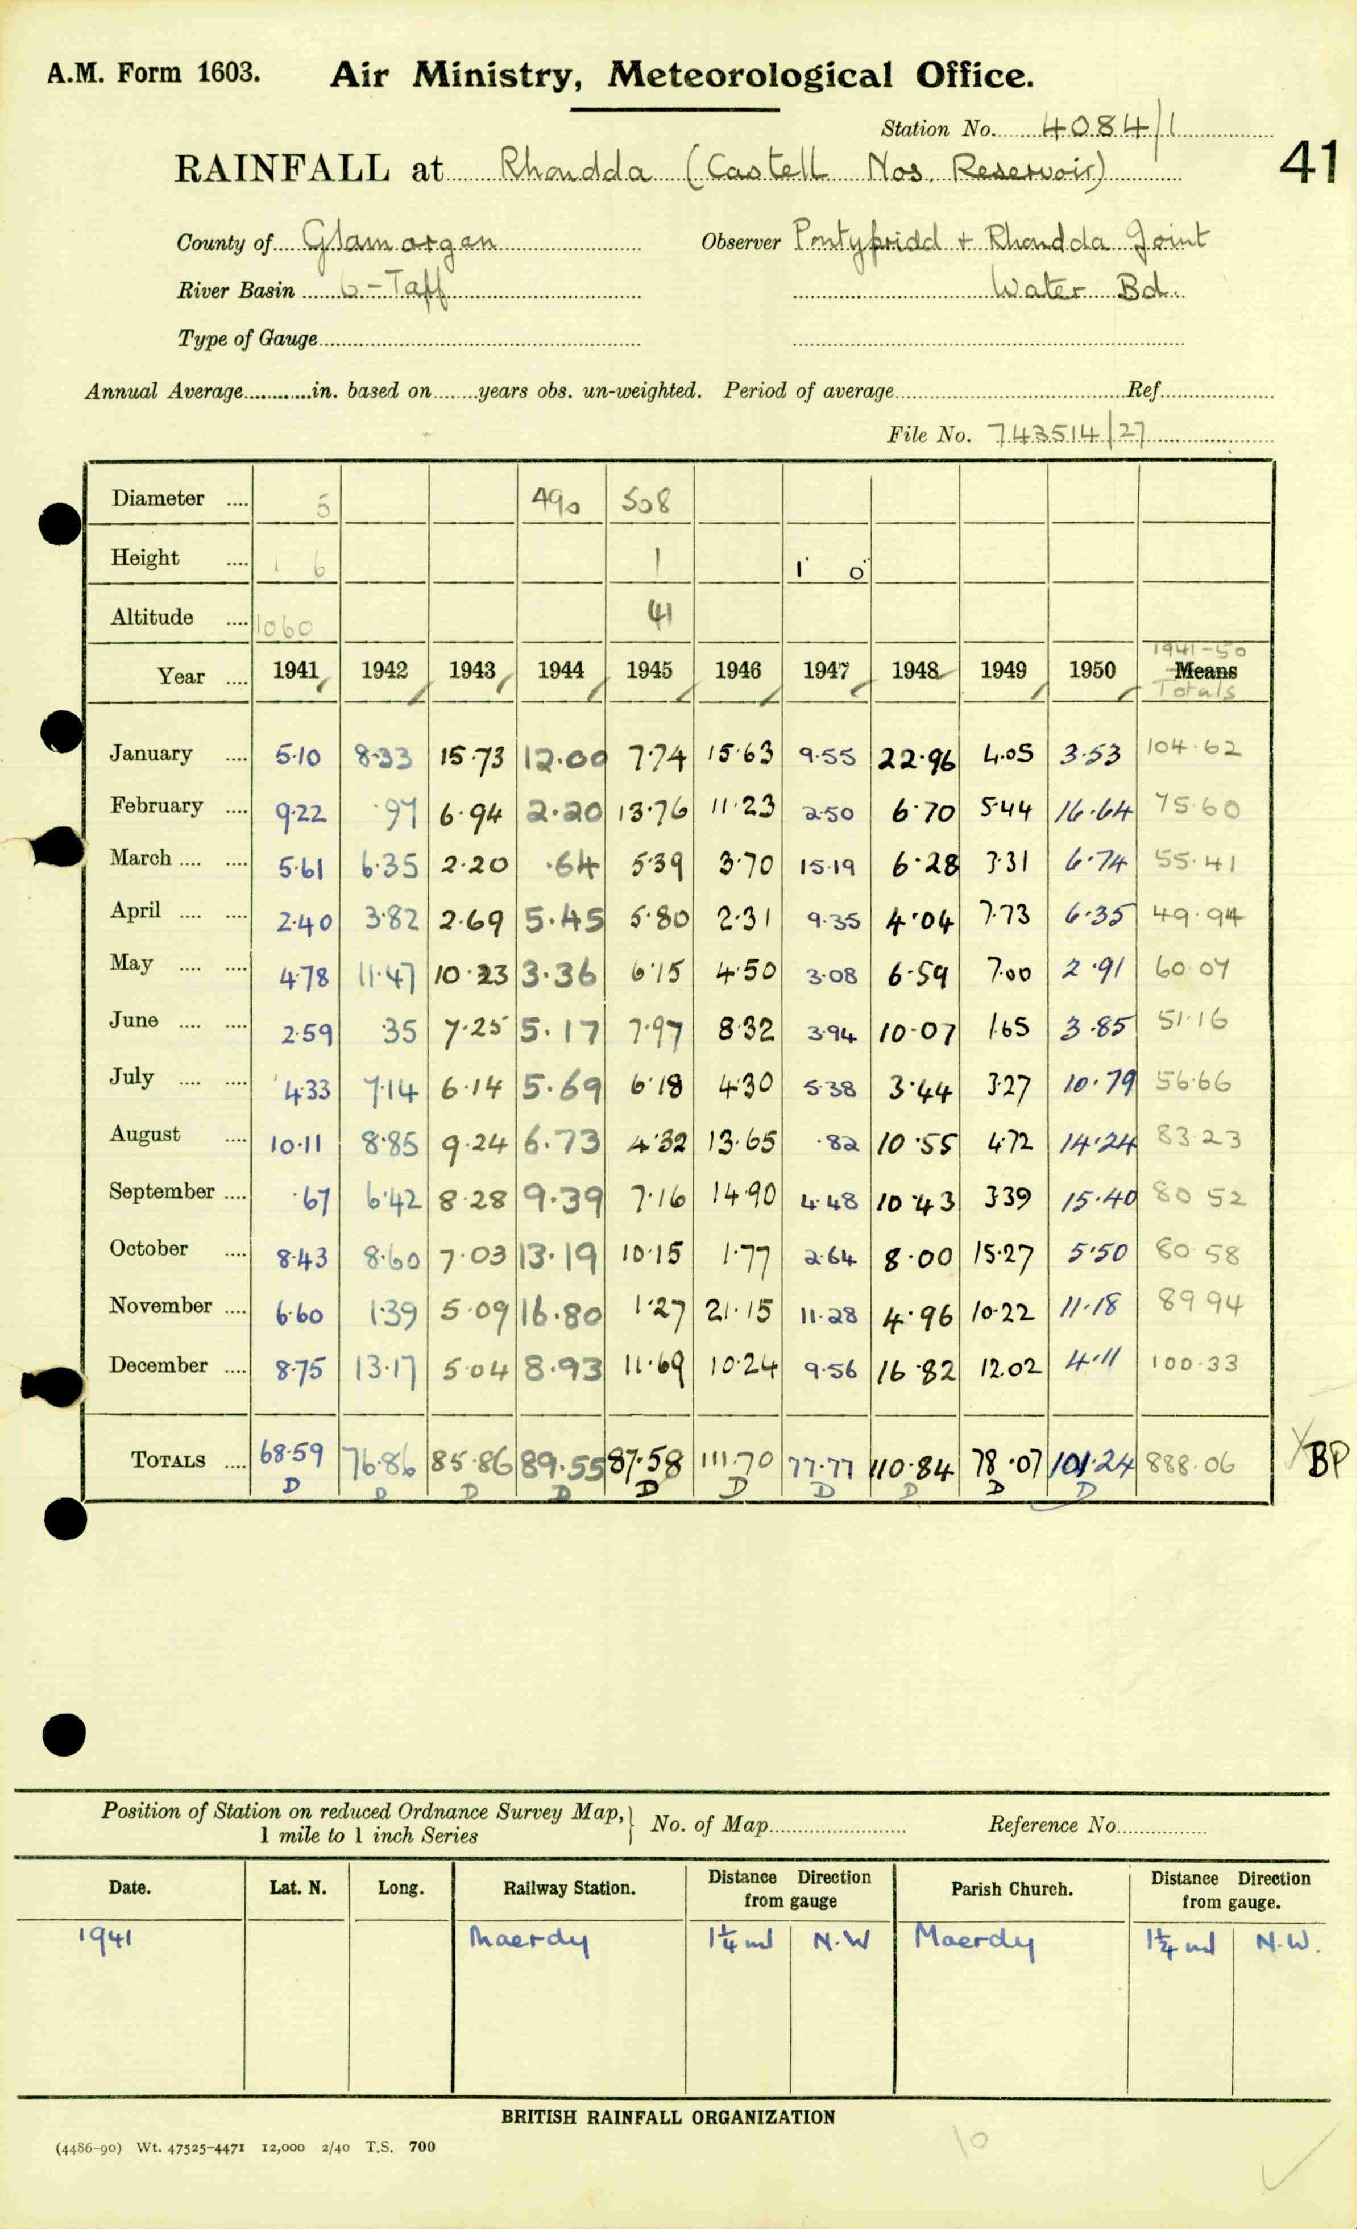 A.M. Form 1603. Air Ministry, Meteorological Office.
Station No. 4084/1
RAINFALL at Rhondda (Castell Nos. Reservoir) 41
County of Glamorgan Observer Pontypridd + Rhondda Joint
River Basin 6-Taff Water Bd.
Type of Gauge
Annual Average in. based on years obs. un-weighted. Period of average Ref.
File No. 743514/27
Diameter .... 5 490 508
Height .... 1 6 1 1 0
Altitude .... 1060 41
1941-50
Year .... 1941 1942 1943 1944 1945 1946 1947 1948 1949 1950 Means
Totals
January .... 5.10 8.33 15.73 12.00 7.74 15.63 9.55 22.96 4.05 3.53 104.62
February .... 9.22 .97 6.94 2.20 13.76 11.23 2.50 6.70 5.44 16.64 75.60
March .... .... 5.61 6.35 2.20 .64 5.39 3.70 15.19 6.28 3.31 6.74 55.41
April .... .... 2.40 3.82 2.69 5.45 5.80 2.31 9.35 4.04 7.73 6.35 49.94
May .... .... 4.78 11.47 10.23 3.36 6.15 4.50 3.08 6.59 7.00 2.91 60.07
June .... .... 2.59 .35 7.25 5.17 7.97 8.32 3.94 10.07 1.65 3.85 51.16
July .... .... 4.33 7.14 6.14 5.69 6.18 4.30 5.38 3.44 3.27 10.79 56.66
August .... 10.11 8.85 9.24 6.73 4.32 13.65 .82 10.55 4.72 14.24 83.23
September .... .67 6.42 8.28 9.39 7.16 14.90 4.48 10.43 3.39 15.40 80.52
October .... 8.43 8.60 7.03 13.19 10.15 1.77 2.64 8.00 15.27 5.50 80.58
November .... 6.60 1.39 5.09 16.80 1.27 21.15 11.28 4.96 10.22 11.18 89.94
December .... 8.75 13.17 5.04 8.93 11.69 10.24 9.56 16.82 12.02 4.11 100.33
TOTALS .... 68.59 76.86 85.86 89.55 87.58 111.70 77.77 110.84 78.07 101.24 888.06 BP
D D D D D D D D D D
Position of Station on reduced Ordnance Survey Map, No. of Map Reference No.
1 mile to 1 inch Series
Date. Lat. N. Long. Railway Station. Distance Direction from gauge Parish Church. Distance Direction from gauge.
1941 Maerdy 1¼ ml N.W Maerdy 1¼ ml N.W.
BRITISH RAINFALL ORGANIZATION
(4486-90) Wt. 47525-4471 12,000 2/40 T.S. 700
10